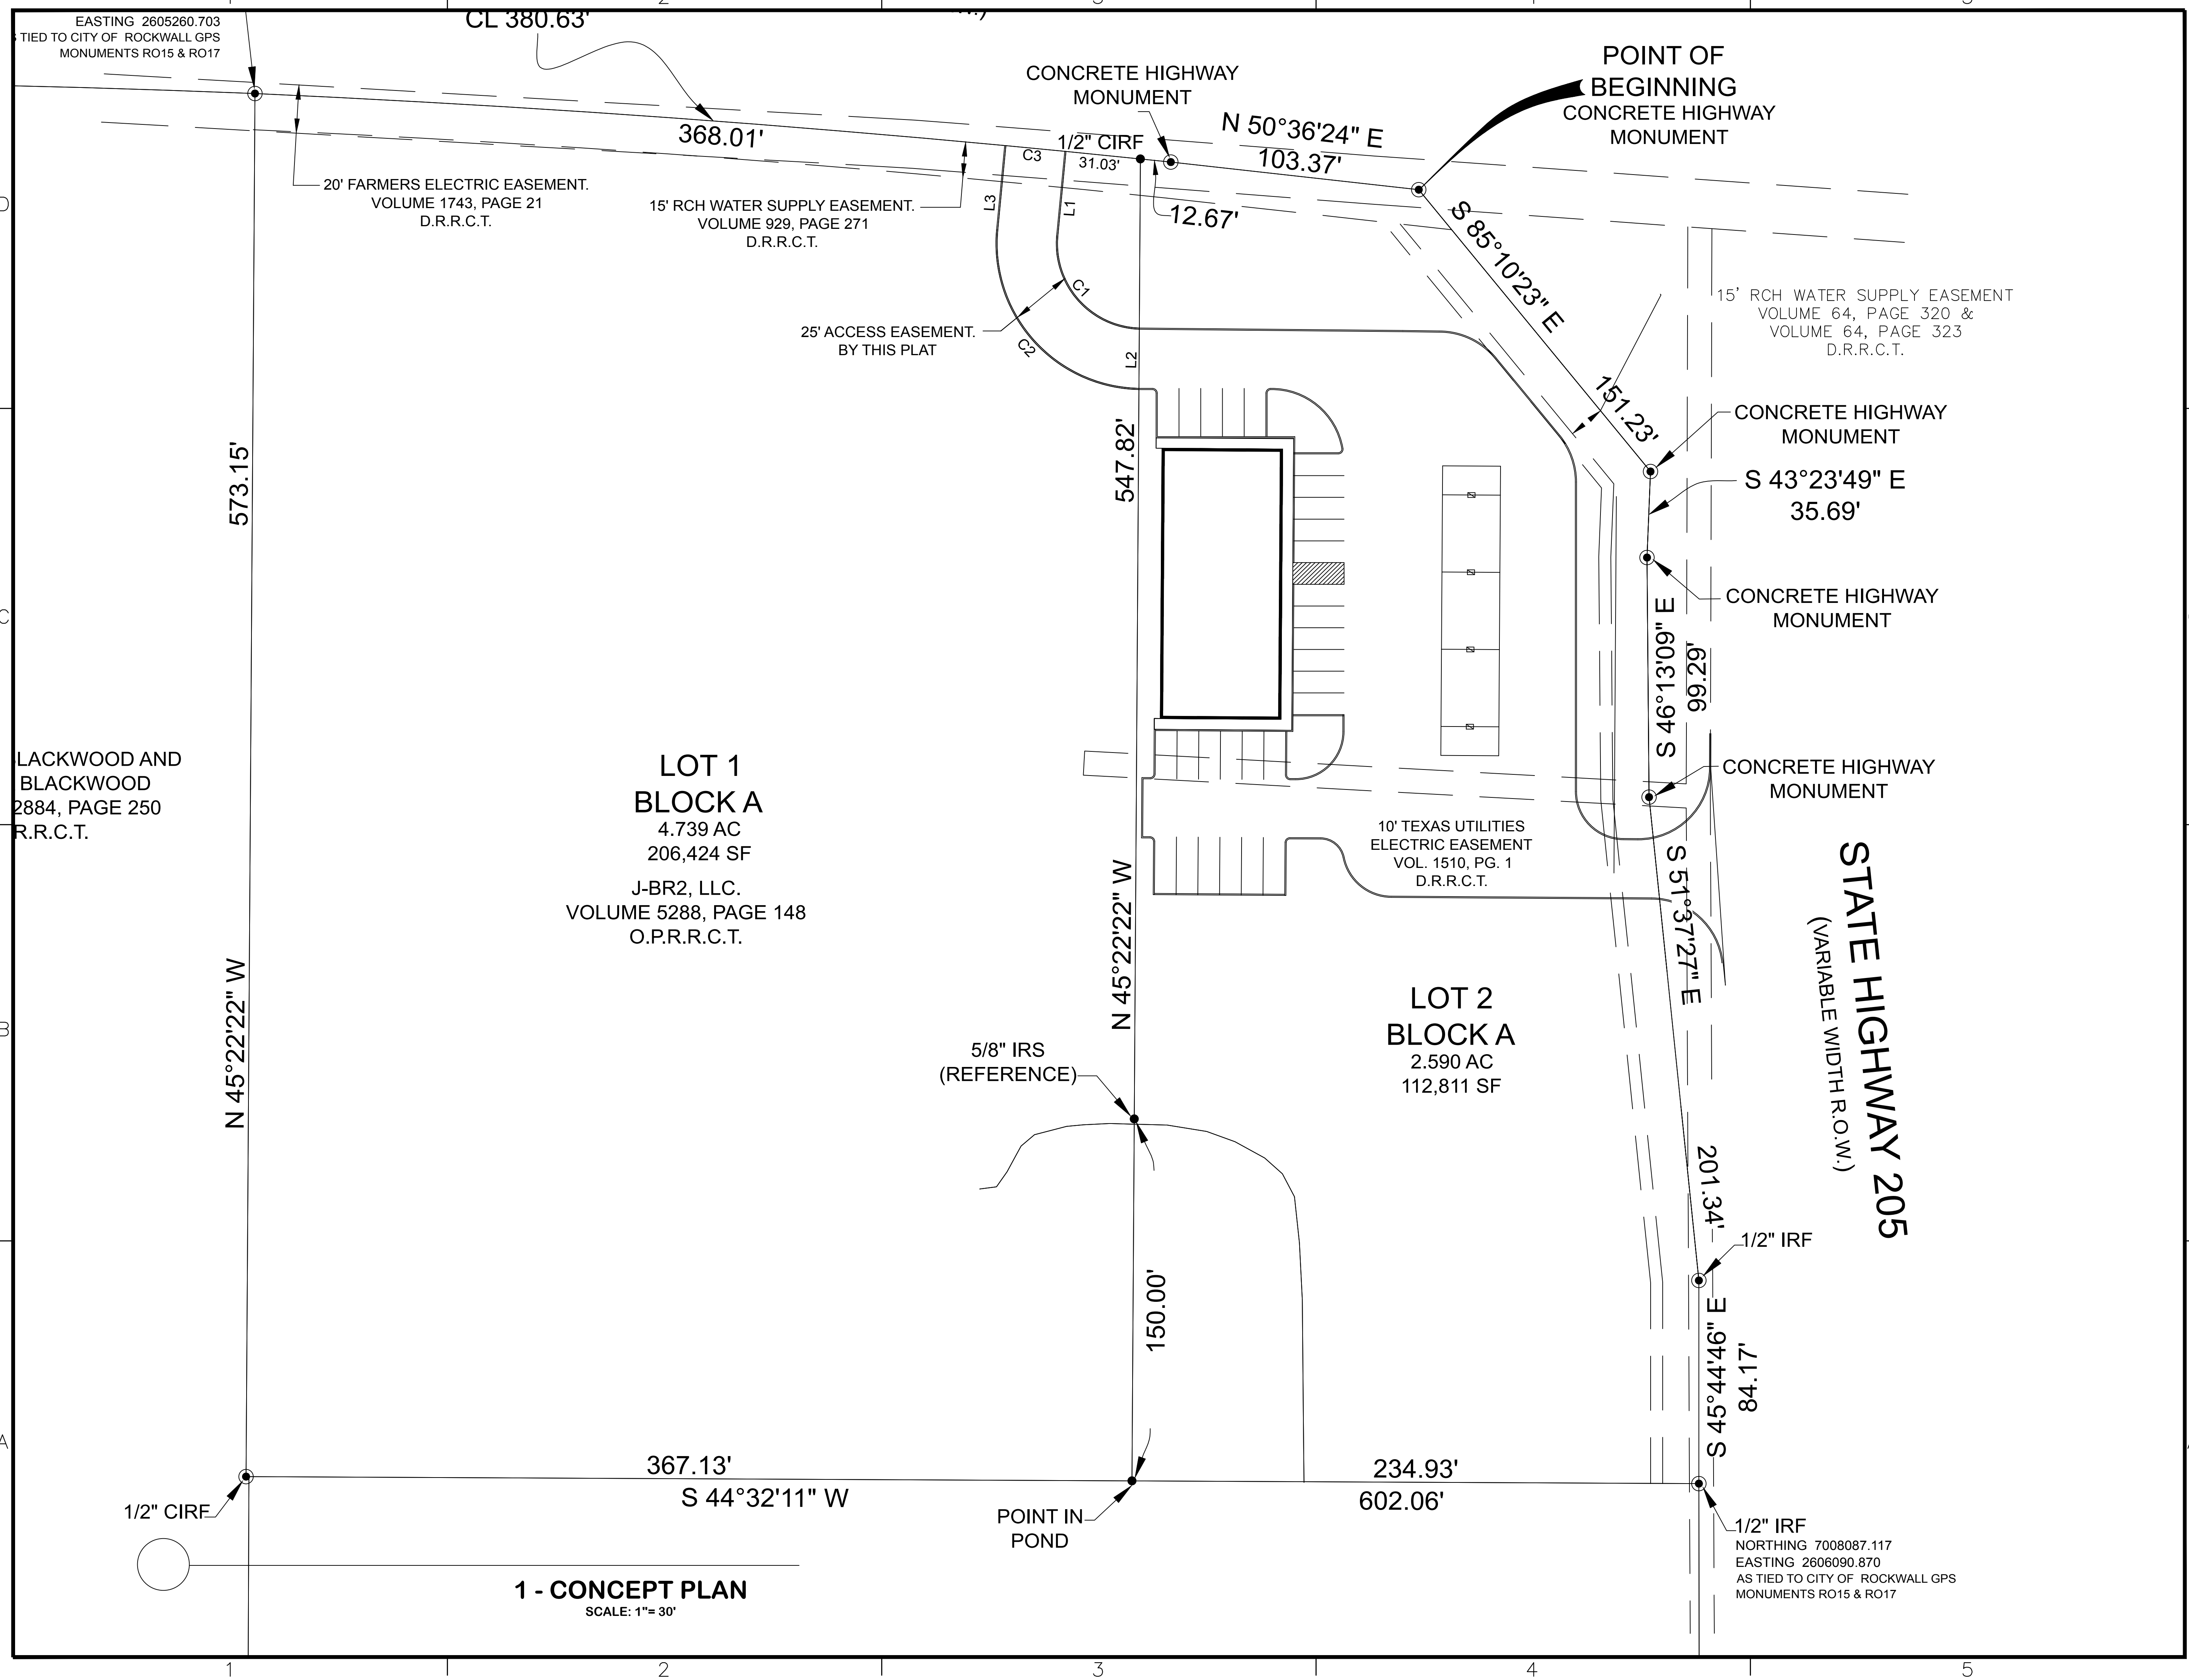 1
2
3
4
5
EASTING 2605260.703
TIED TO CITY OF ROCKWALL GPS
MONUMENTS RO15 & RO17
CL 380.63'
368.01'
20' FARMERS ELECTRIC EASEMENT.
VOLUME 1743, PAGE 21
D.R.R.C.T.
15' RCH WATER SUPPLY EASEMENT.
VOLUME 929, PAGE 271
D.R.R.C.T.
CONCRETE HIGHWAY
MONUMENT
1/2" CIRF
C3
31.03'
L3
L1
12.67'
N 50°36'24" E
103.37'
POINT OF
BEGINNING
CONCRETE HIGHWAY
MONUMENT
S 85°10'23" E
151.23'
15' RCH WATER SUPPLY EASEMENT
VOLUME 64, PAGE 320 &
VOLUME 64, PAGE 323
D.R.R.C.T.
C1
C2
L2
25' ACCESS EASEMENT.
BY THIS PLAT
CONCRETE HIGHWAY
MONUMENT
S 43°23'49" E
35.69'
CONCRETE HIGHWAY
MONUMENT
S 46°13'09" E
99.29'
CONCRETE HIGHWAY
MONUMENT
573.15'
N 45°22'22" W
547.82'
N 45°22'22" W
LACKWOOD AND
BLACKWOOD
2884, PAGE 250
R.R.C.T.
LOT 1
BLOCK A
4.739 AC
206,424 SF
J-BR2, LLC.
VOLUME 5288, PAGE 148
O.P.R.R.C.T.
10' TEXAS UTILITIES
ELECTRIC EASEMENT
VOL. 1510, PG. 1
D.R.R.C.T.
S 51°37'27" E
201.34'
STATE HIGHWAY 205
(VARIABLE WIDTH R.O.W.)
LOT 2
BLOCK A
2.590 AC
112,811 SF
5/8" IRS
(REFERENCE)
150.00'
1/2" IRF
S 45°44'46" E
84.17'
367.13'
S 44°32'11" W
234.93'
602.06'
1/2" CIRF
POINT IN
POND
1/2" IRF
NORTHING 7008087.117
EASTING 2606090.870
AS TIED TO CITY OF ROCKWALL GPS
MONUMENTS RO15 & RO17
1 - CONCEPT PLAN
SCALE: 1"= 30'
D
C
B
A
1
2
3
4
5